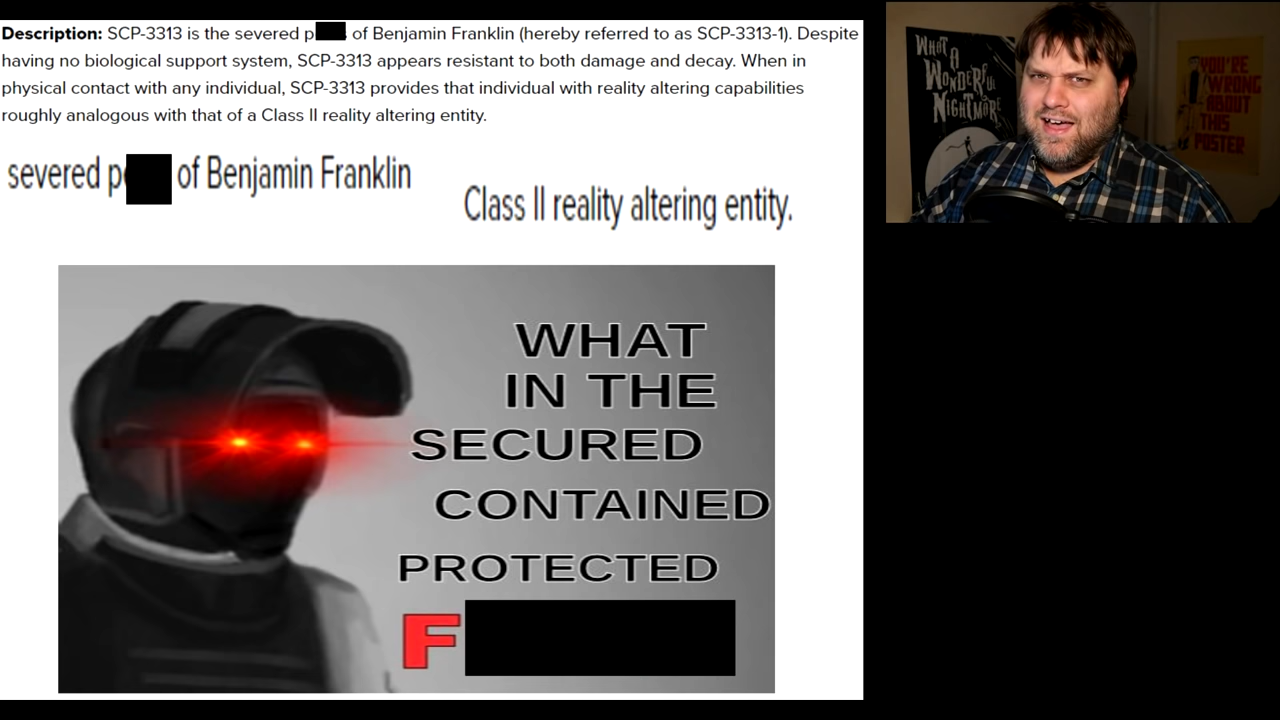 Description: SCP-3313 is the severed p of Benjamin Franklin (hereby referred to as SCP-3313-1). Despite
having no biological support system, SCP-3313 appears resistant to both damage and decay. When in
physical contact with any individual, SCP-3313 provides that individual with reality altering capabilities
roughly analogous with that of a Class II reality altering entity.
severed p of Benjamin Franklin
Class II reality altering entity.
WHAT
IN THE
SECURED
CONTAINED
PROTECTED
F
WHAT
A
WONDERFUL
NIGHTMARE
YOU'RE
WRONG
ABOUT
THIS
POSTER